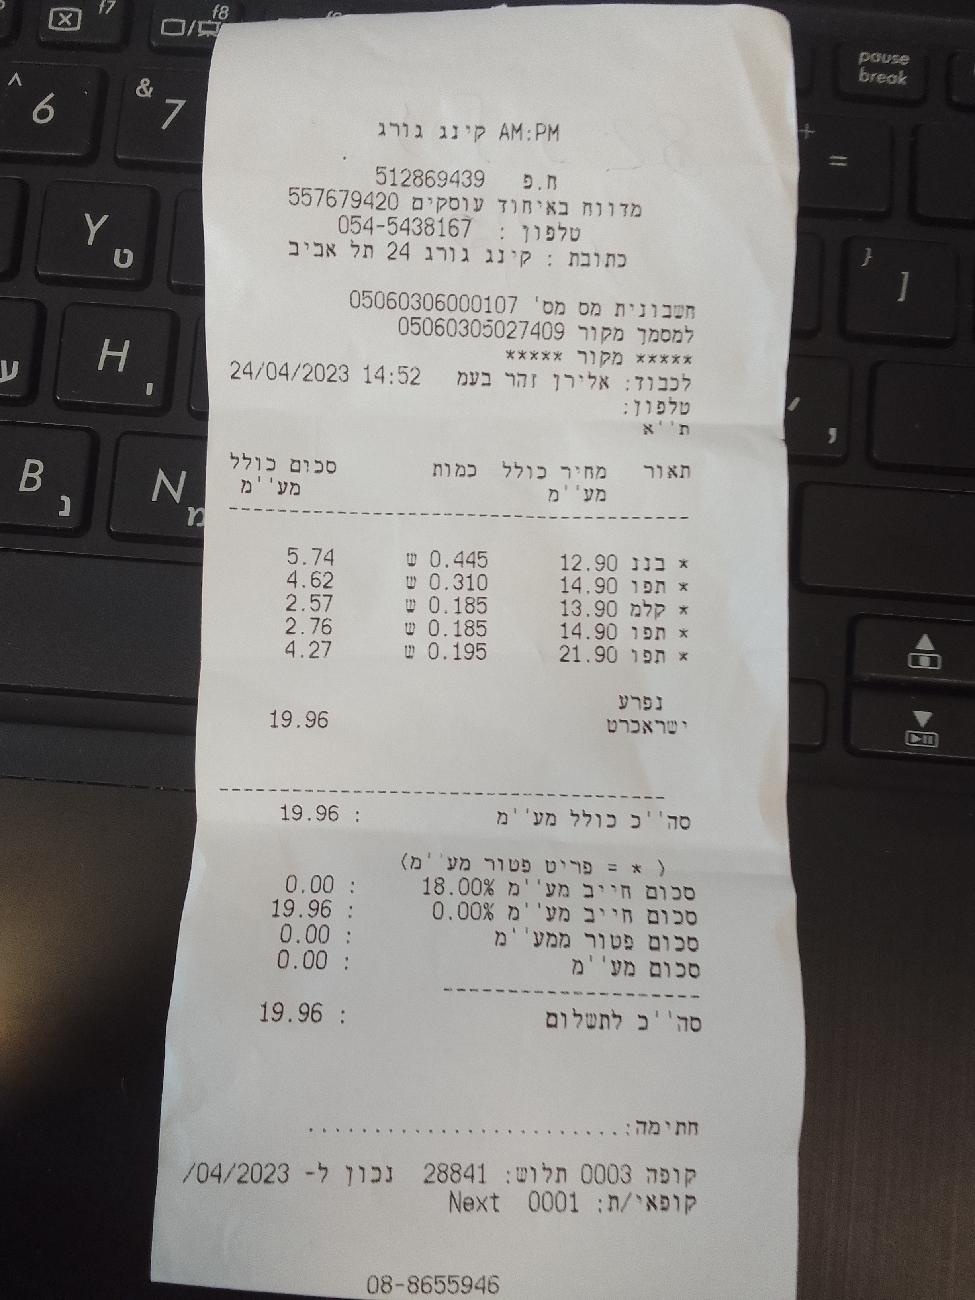 AM:PM קינג גורג
ח.פ 512869439
מדווח באיחוד עוסקים 557679420
טלפון : 054-5438167
כתובת : קינג גורג 24 תל אביב
חשבונית מס מס' 05060306000107
למסמך מקור 05060305027409
***** מקור *****
לכבוד: אלירן זהר בעמ 24/04/2023 14:52
טלפון:
ת''א
תאור מחיר כולל כמות סכום כולל
מע''מ מע''מ
* בננ 12.90 0.445 ש 5.74
* תפו 14.90 0.310 ש 4.62
* קלמ 13.90 0.185 ש 2.57
* תפו 14.90 0.185 ש 2.76
* תפו 21.90 0.195 ש 4.27
נפרע
ישראכרט 19.96
סה''כ כולל מע''מ : 19.96
( * = פריט פטור מע''מ)
סכום חייב מע''מ 18.00% : 0.00
סכום חייב מע''מ 0.00% : 19.96
סכום פטור ממע''מ : 0.00
סכום מע''מ : 0.00
סה''כ לתשלום : 19.96
חתימה:........................
קופה 0003 תלוש: 28841 נכון ל- /04/2023
קופאי/ת: 0001 Next
08-8655946
f7
f8
^ 6
& 7
pause
break
+ =
Y ט
} ]
H י
ע
B נ
N מ
,